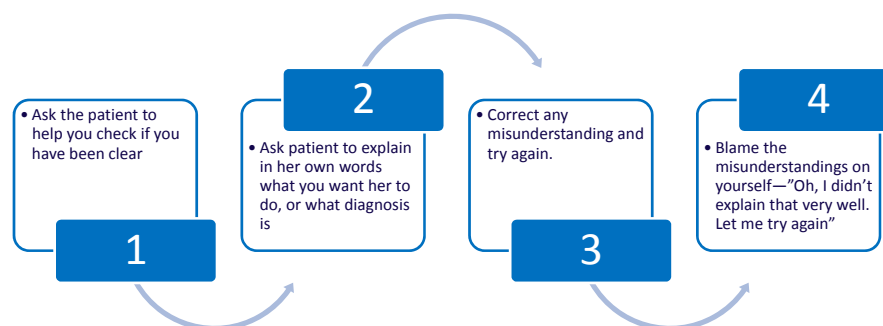 • Ask the patient to
help you check if you
have been clear
1
2
• Ask patient to explain
in her own words
what you want her to
do, or what diagnosis
is
• Correct any
misunderstanding and
try again.
3
4
• Blame the
misunderstandings on
yourself—”Oh, I didn’t
explain that very well.
Let me try again”